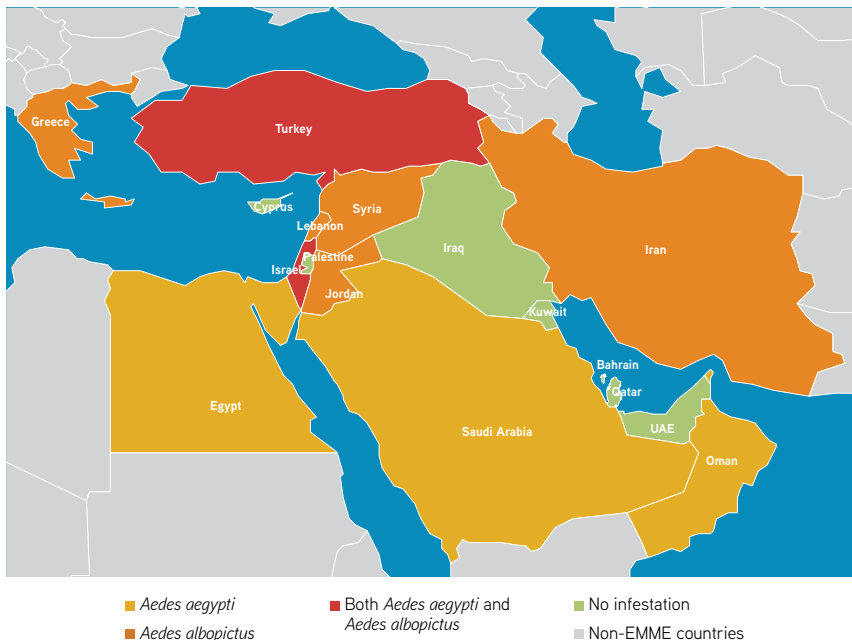 Greece
Turkey
Cyprus
Syria
Lebanon
Iran
Palestine
Iraq
Israel
Jordan
Kuwait
Bahrain
Qatar
Egypt
Saudi Arabia
UAE
Oman
Aedes aegypti
Aedes albopictus
Both Aedes aegypti and
Aedes albopictus
No infestation
Non-EMME countries